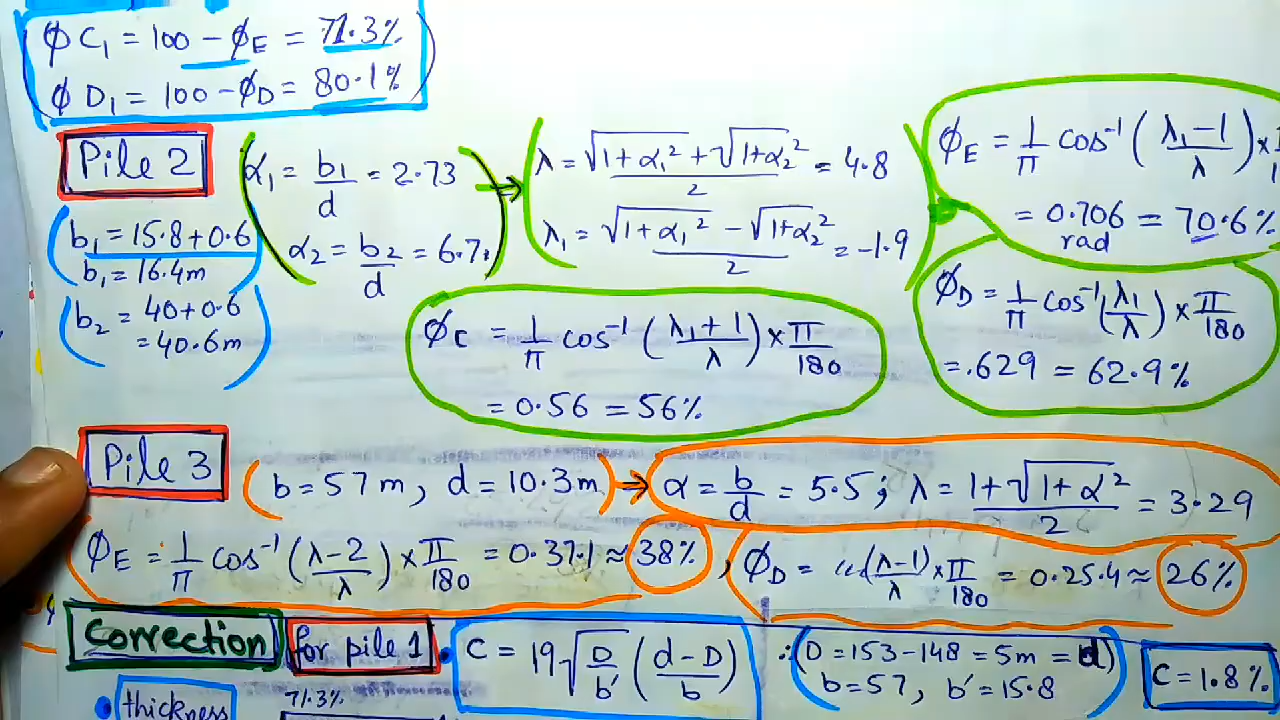 φC₁ = 100 - φE = 71.3%
φD₁ = 100 - φD = 80.1%
Pile 2
b₁ = 15.8+0.6
b₁ = 16.4m
b₂ = 40+0.6
= 40.6m
α₁ = b₁/d = 2.73
α₂ = b₂/d = 6.7
λ = (√(1+α₁²) + √(1+α₂²))/2 = 4.8
λ₁ = (√(1+α₁²) - √(1+α₂²))/2 = -1.9
φE = 1/π cos⁻¹ ((λ₁-1)/λ) ×
= 0.706 = 70.6%
rad
φD = 1/π cos⁻¹(λ₁/λ) × π/180
= .629 = 62.9%
φC = 1/π cos⁻¹ ((λ₁+1)/λ) × π/180
= 0.56 = 56%
Pile 3
b = 57m, d = 10.3m → α = b/d = 5.5; λ = (1+√(1+α²))/2 = 3.29
φE = 1/π cos⁻¹ ((λ-2)/λ) × π/180 = 0.37.1 ≈ 38%, φD = ((λ-1)/λ) × π/180 = 0.25.4 ≈ 26%
Correction for pile 1 • C = 19√(D/b') ((d-D)/b) ∴ (D = 153-148 = 5m = d)
b = 57, b' = 15.8
C = 1.8%
• thickness
71.3%